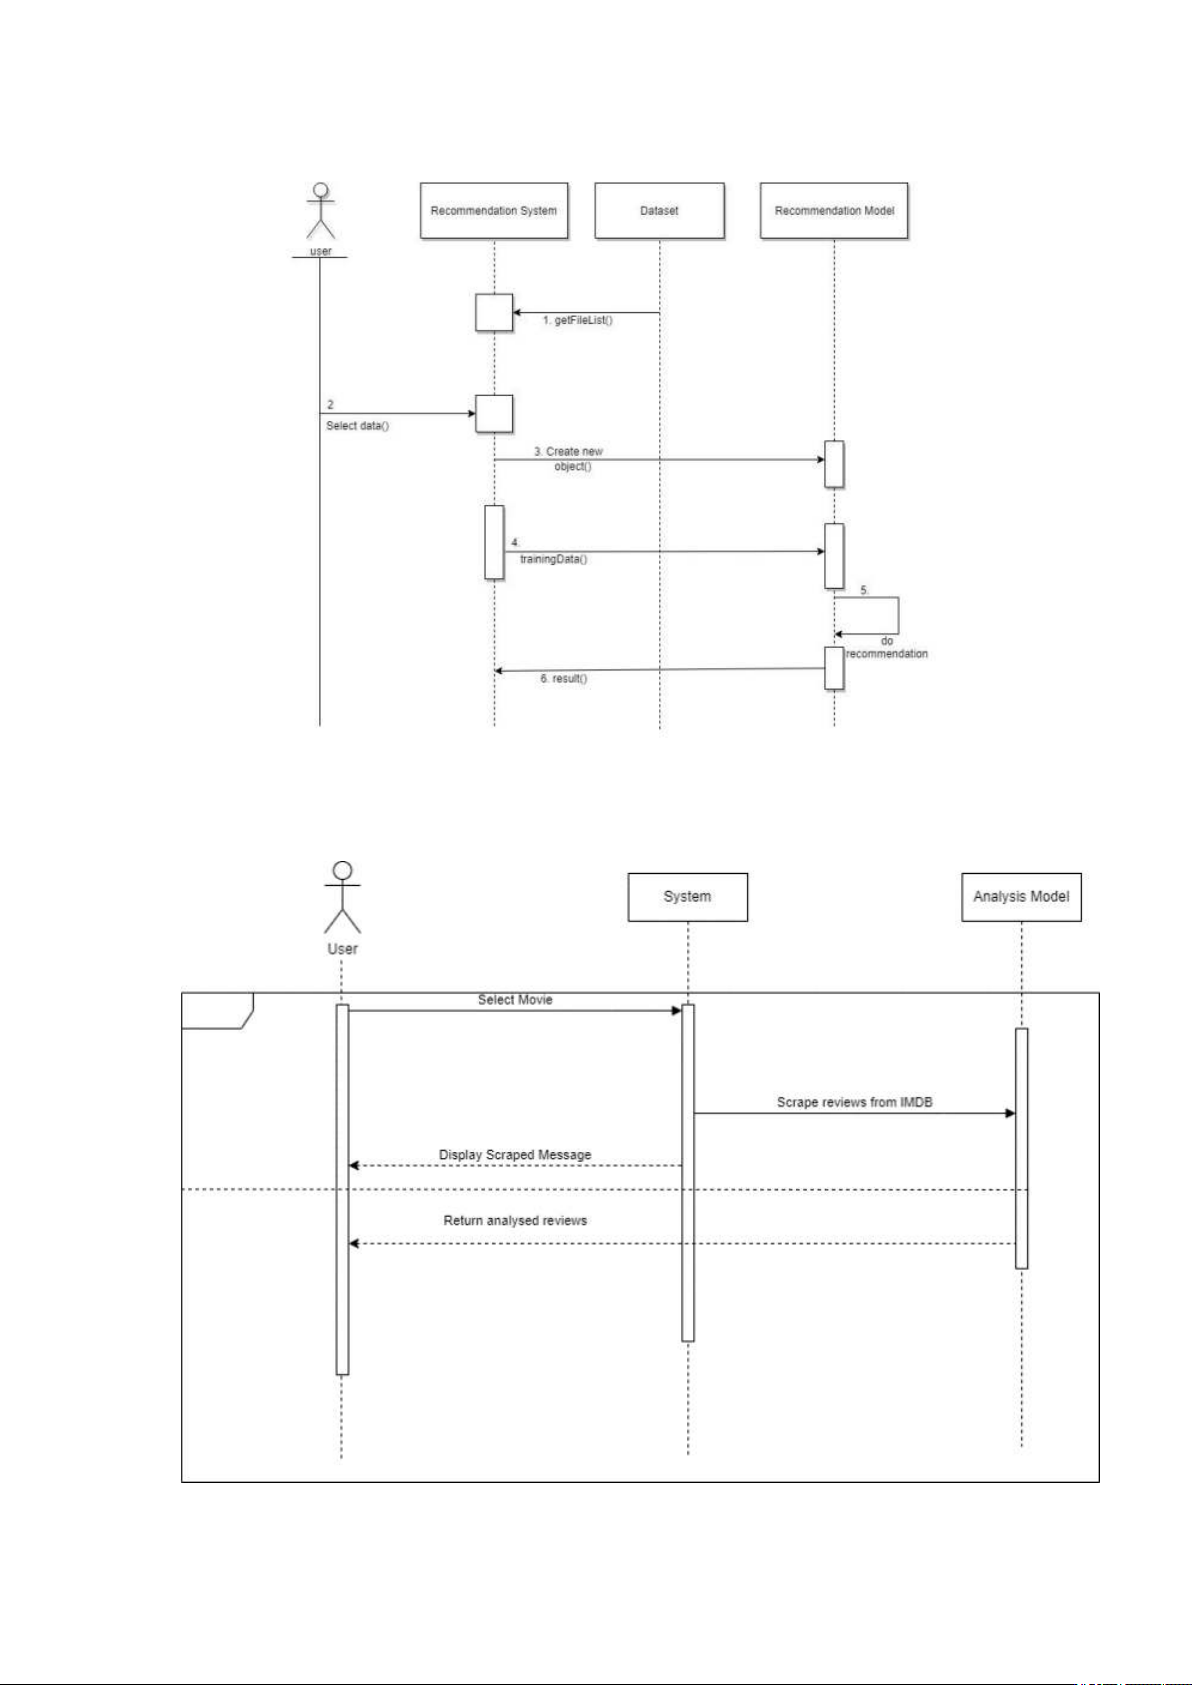 Recommendation System
Dataset
Recommendation Model
user
1. getFileList()
2
Select data()
3. Create new
object()
4.
trainingData()
5.
do
recommendation
6. result()
User
System
Analysis Model
Select Movie
Scrape reviews from IMDB
Display Scraped Message
Return analysed reviews